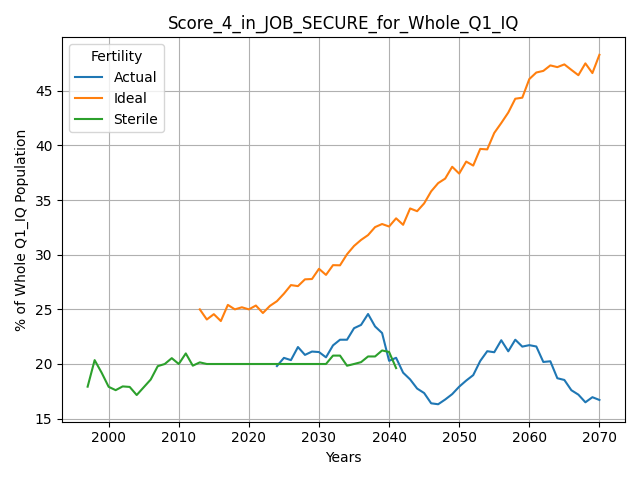 Score_4_in_JOB_SECURE_for_Whole_Q1_IQ
Fertility
Actual
Ideal
Sterile
% of Whole Q1_IQ Population
45
40
35
30
25
20
15
2000 2010 2020 2030 2040 2050 2060 2070
Years